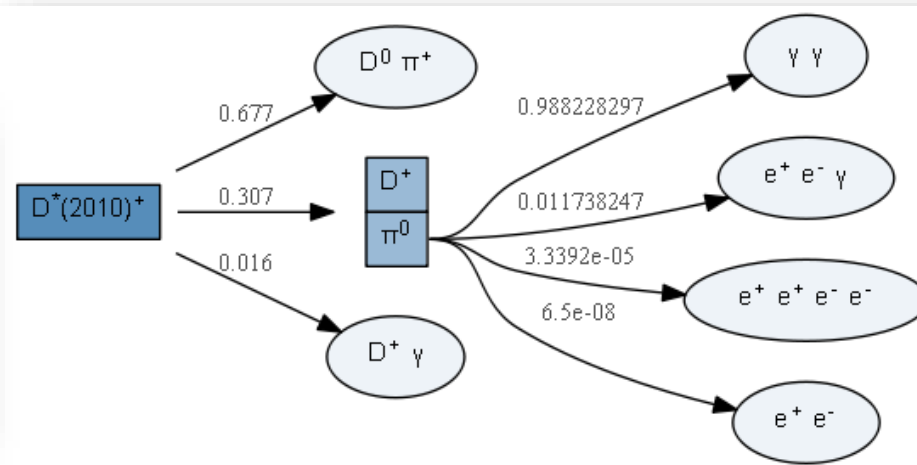 D⁰ π⁺
γ γ
0.677
0.988228297
D*(2010)⁺
0.307
D⁺
π⁰
e⁺ e⁻ γ
0.011738247
0.016
3.3392e-05
e⁺ e⁺ e⁻ e⁻
6.5e-08
D⁺ γ
e⁺ e⁻